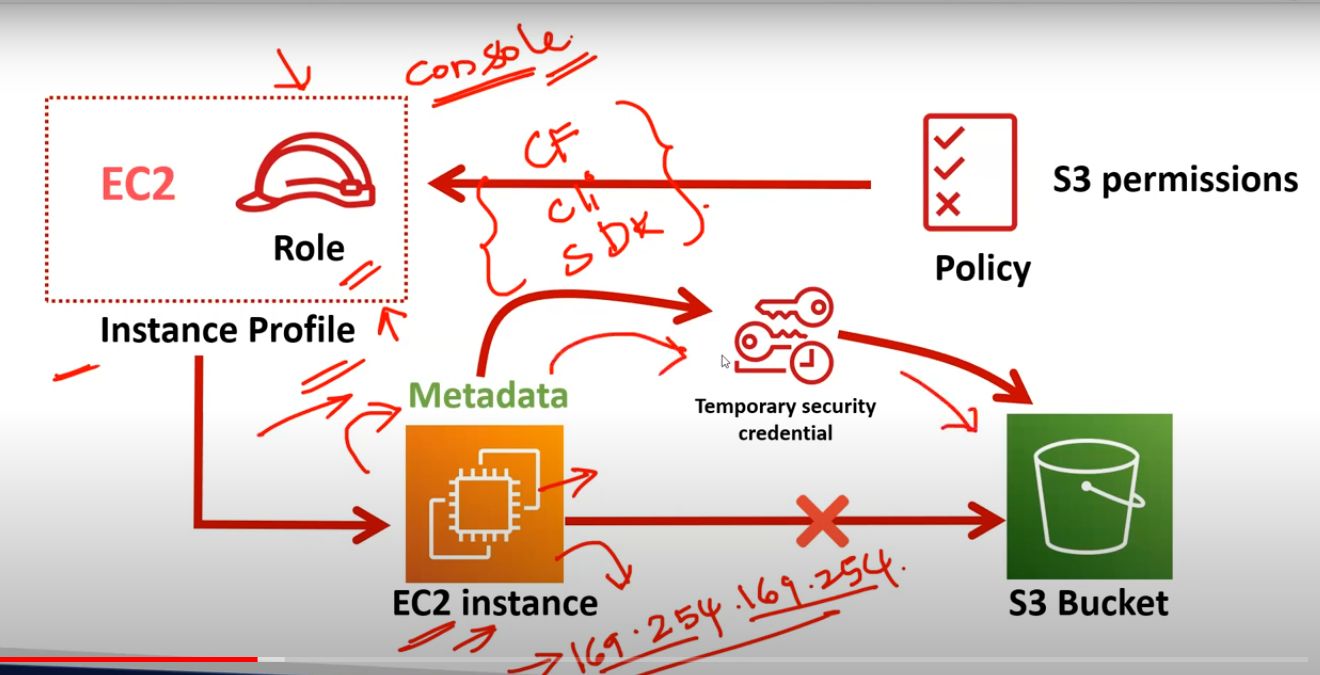 console.
EC2
Role
CF
cli
SDK
S3 permissions
Policy
Instance Profile
Metadata
Temporary security
credential
EC2 instance
169.254.169.254.
S3 Bucket